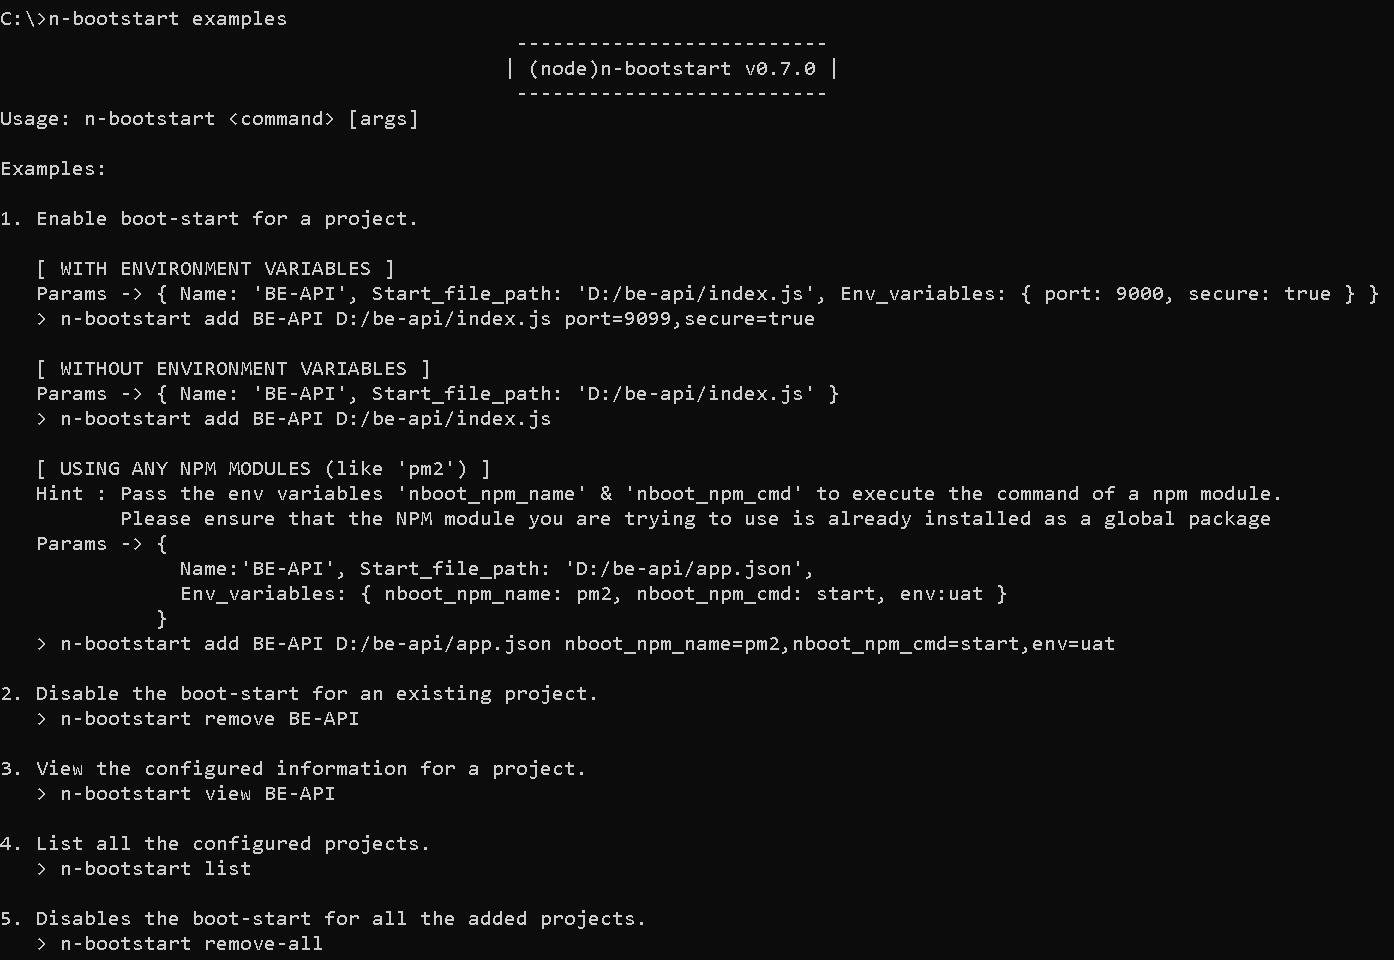 C:\>n-bootstart examples
--------------------------
| (node)n-bootstart v0.7.0 |
--------------------------
Usage: n-bootstart <command> [args]
Examples:
1. Enable boot-start for a project.
[ WITH ENVIRONMENT VARIABLES ]
Params -> { Name: 'BE-API', Start_file_path: 'D:/be-api/index.js', Env_variables: { port: 9000, secure: true } }
> n-bootstart add BE-API D:/be-api/index.js port=9099,secure=true
[ WITHOUT ENVIRONMENT VARIABLES ]
Params -> { Name: 'BE-API', Start_file_path: 'D:/be-api/index.js' }
> n-bootstart add BE-API D:/be-api/index.js
[ USING ANY NPM MODULES (like 'pm2') ]
Hint : Pass the env variables 'nboot_npm_name' & 'nboot_npm_cmd' to execute the command of a npm module.
Please ensure that the NPM module you are trying to use is already installed as a global package
Params -> {
Name:'BE-API', Start_file_path: 'D:/be-api/app.json',
Env_variables: { nboot_npm_name: pm2, nboot_npm_cmd: start, env:uat }
}
> n-bootstart add BE-API D:/be-api/app.json nboot_npm_name=pm2,nboot_npm_cmd=start,env=uat
2. Disable the boot-start for an existing project.
> n-bootstart remove BE-API
3. View the configured information for a project.
> n-bootstart view BE-API
4. List all the configured projects.
> n-bootstart list
5. Disables the boot-start for all the added projects.
> n-bootstart remove-all